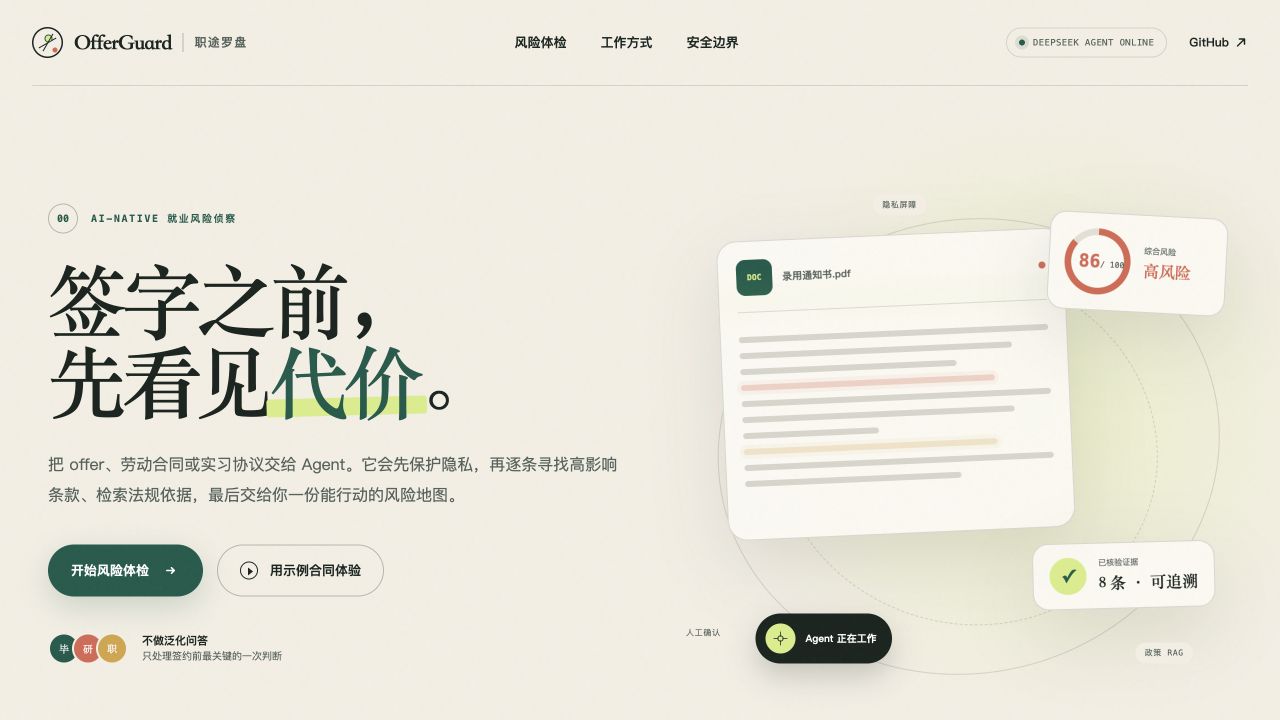 OfferGuard
职途罗盘
风险体检
工作方式
安全边界
DEEPSEEK AGENT ONLINE
GitHub ↗
00
AI-NATIVE 就业风险侦察
签字之前，
先看见代价。
把 offer、劳动合同或实习协议交给 Agent。它会先保护隐私，再逐条寻找高影响
条款、检索法规依据，最后交给你一份能行动的风险地图。
开始风险体检 →
用示例合同体验
毕 研 职
不做泛化问答
只处理签约前最关键的一次判断
隐私屏障
DOC
录用通知书.pdf
86 / 100
综合风险
高风险
已核验证据
8 条 · 可追溯
人工确认
Agent 正在工作
政策 RAG